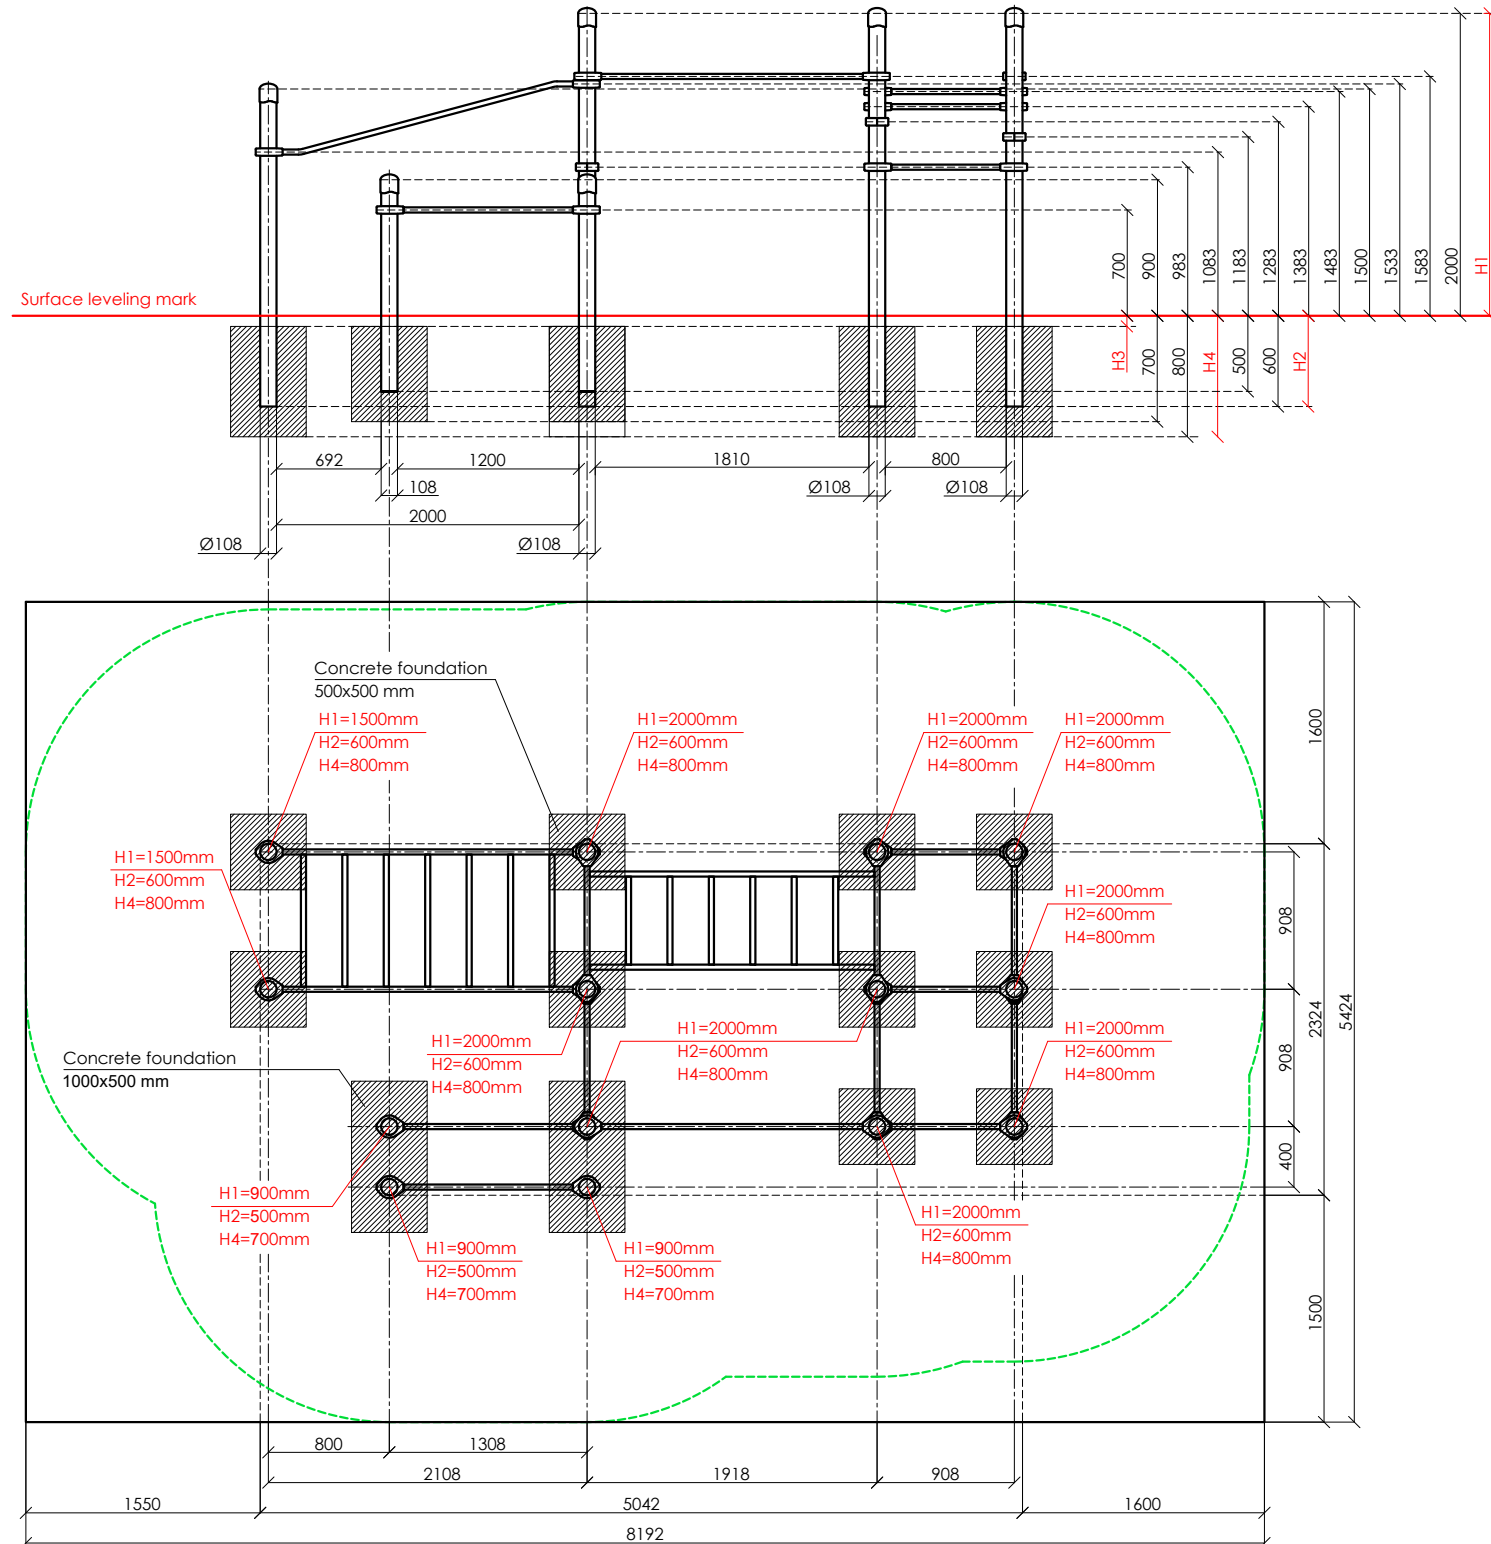 Surface leveling mark
700
900
983
1083
1183
1283
1383
1483
1500
1533
1583
2000
H1
H3
700
800
H4
500
600
H2
692
1200
1810
800
108
Ø108
Ø108
2000
Ø108
Ø108
Concrete foundation
500x500 mm
H1=1500mm
H2=600mm
H4=800mm
H1=2000mm
H2=600mm
H4=800mm
H1=2000mm
H2=600mm
H4=800mm
H1=2000mm
H2=600mm
H4=800mm
1600
H1=1500mm
H2=600mm
H4=800mm
H1=2000mm
H2=600mm
H4=800mm
908
2324
5424
H1=2000mm
H2=600mm
H4=800mm
H1=2000mm
H2=600mm
H4=800mm
H1=2000mm
H2=600mm
H4=800mm
908
Concrete foundation
1000x500 mm
400
H1=900mm
H2=500mm
H4=700mm
H1=900mm
H2=500mm
H4=700mm
H1=900mm
H2=500mm
H4=700mm
H1=2000mm
H2=600mm
H4=800mm
1500
800
1308
2108
1918
908
1550
5042
1600
8192